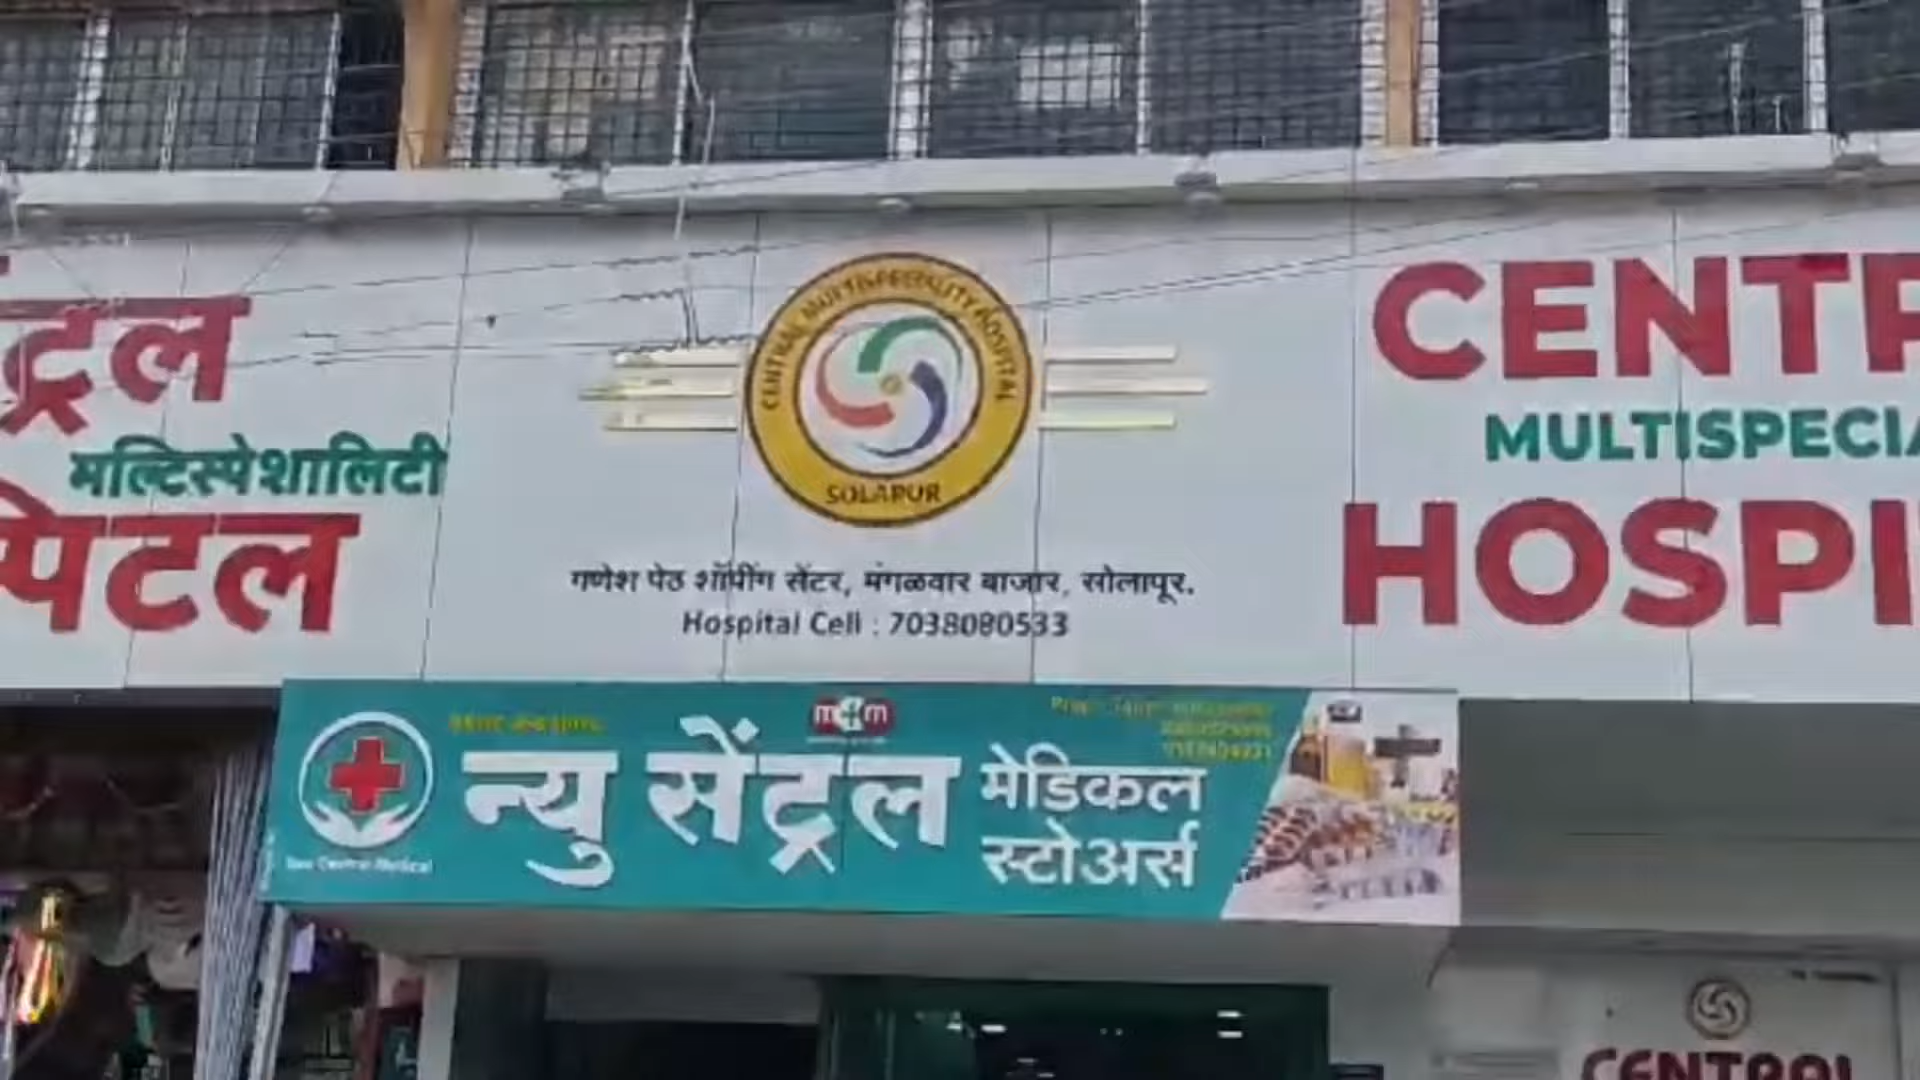 ट्रल
मल्टिस्पेशालिटी
स्पिटल
CENTRAL MULTISPECIALITY HOSPITAL
SOLAPUR
गणेश पेठ शॉपींग सेंटर, मंगळवार बाजार, सोलापूर.
Hospital Cell : 7038080533
CENTR
MULTISPECIA
HOSPI
m+m
न्यु सेंट्रल
मेडिकल
स्टोअर्स
New Central Medical
CENTRAL